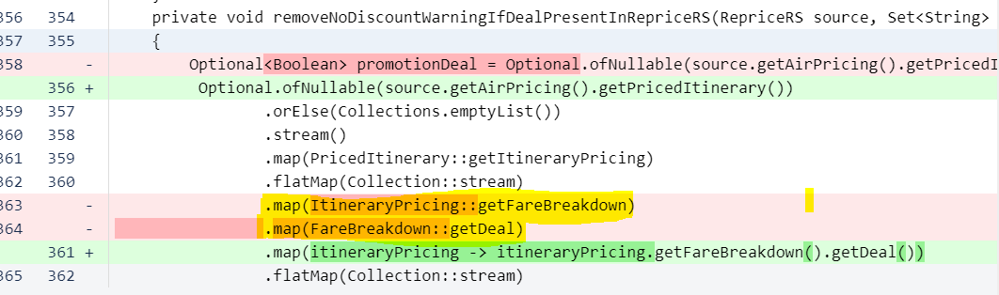 356 354 private void removeNoDiscountWarningIfDealPresentInRepriceRS(RepriceRS source, Set<String>
357 355 {
358 - Optional<Boolean> promotionDeal = Optional.ofNullable(source.getAirPricing().getPricedI
356 + Optional.ofNullable(source.getAirPricing().getPricedItinerary())
359 357 .orElse(Collections.emptyList())
360 358 .stream()
361 359 .map(PricedItinerary::getItineraryPricing)
362 360 .flatMap(Collection::stream)
363 - .map(ItineraryPricing::getFareBreakdown)
364 - .map(FareBreakdown::getDeal)
361 + .map(itineraryPricing -> itineraryPricing.getFareBreakdown().getDeal())
365 362 .flatMap(Collection::stream)